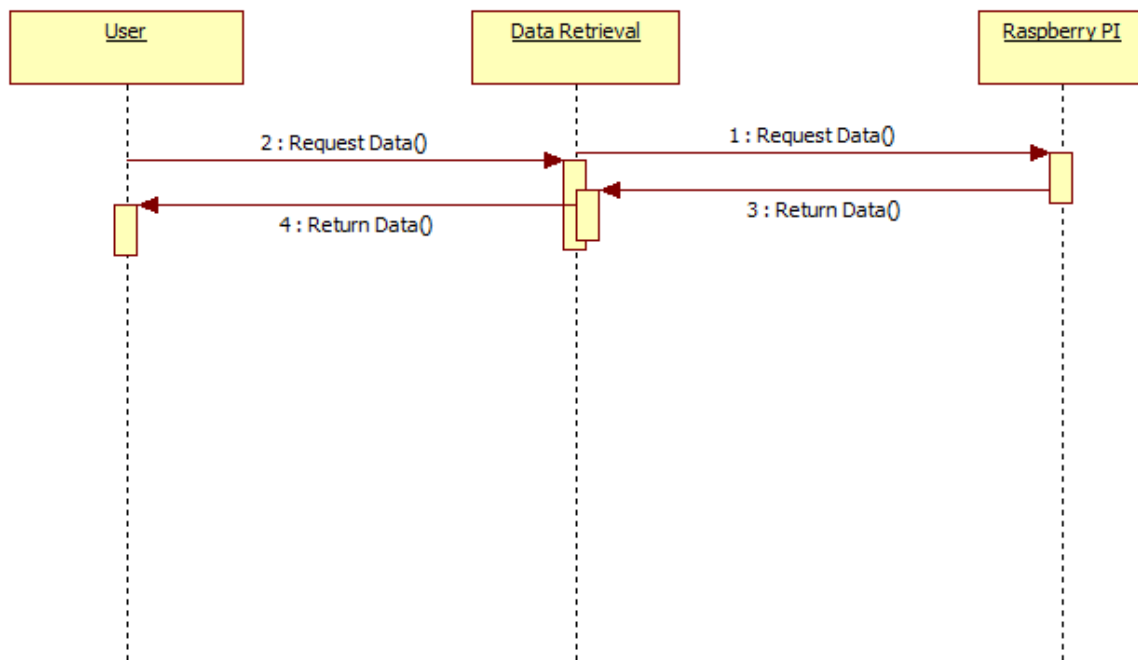 User
Data Retrieval
Raspberry PI
2 : Request Data()
1 : Request Data()
4 : Return Data()
3 : Return Data()